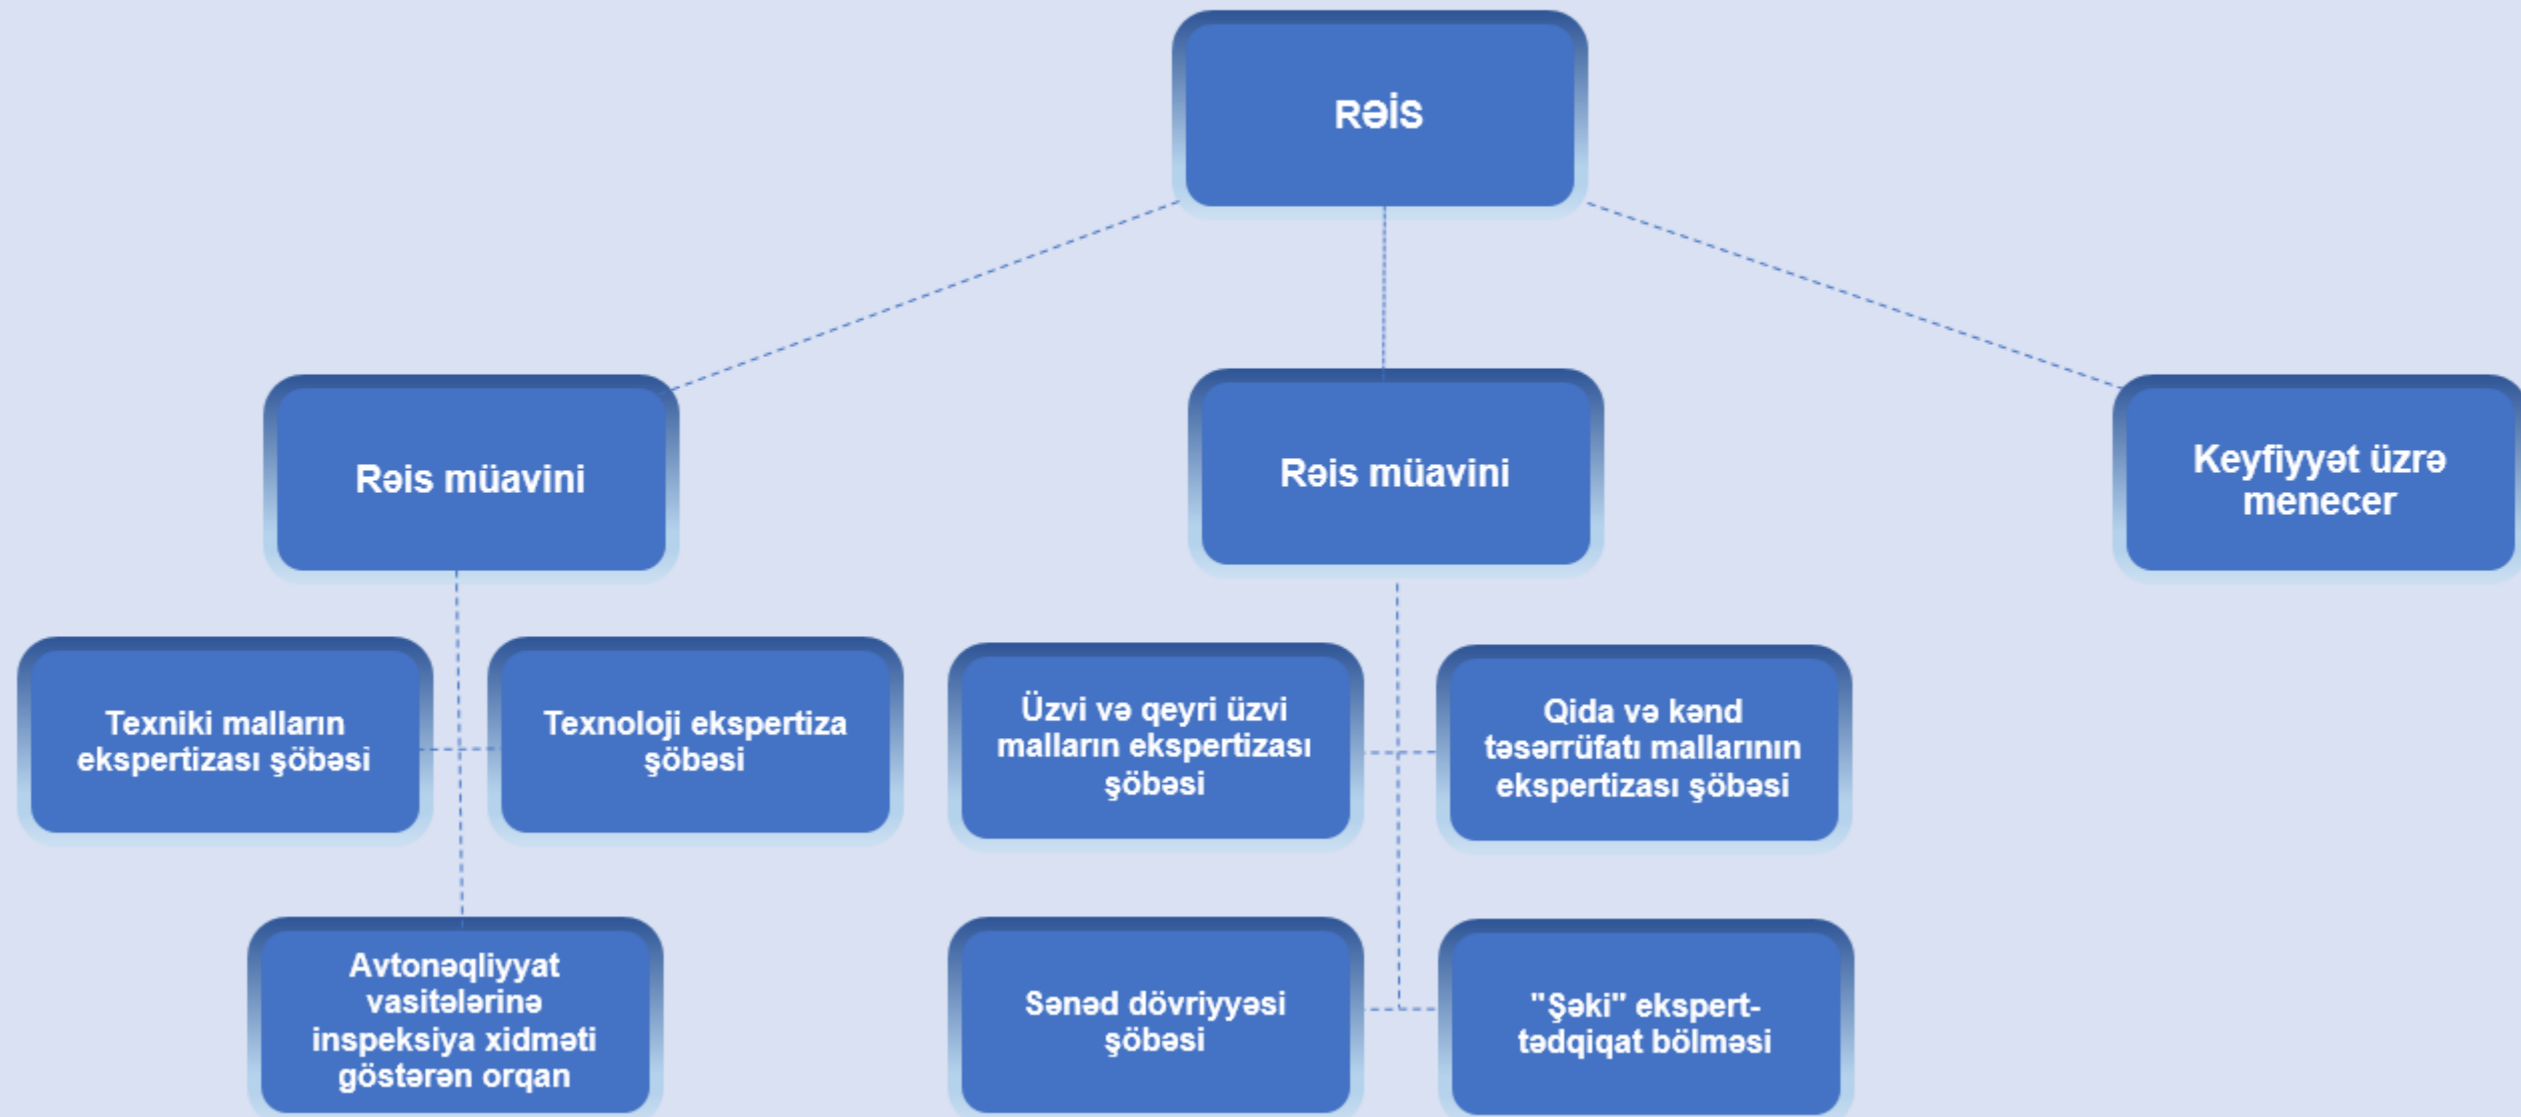 RƏİS
Rəis müavini
Rəis müavini
Keyfiyyət üzrə
menecer
Texniki malların
ekspertizası şöbəsi
Texnoloji ekspertiza
şöbəsi
Üzvi və qeyri üzvi
malların ekspertizası
şöbəsi
Qida və kənd
təsərrüfatı mallarının
ekspertizası şöbəsi
Avtonəqliyyat
vasitələrinə
inspeksiya xidməti
göstərən orqan
Sənəd dövriyyəsi
şöbəsi
"Şəki" ekspert-
tədqiqat bölməsi